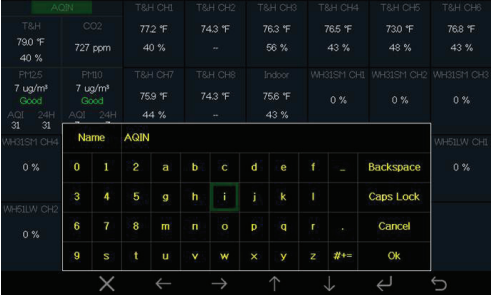 AQIN
T&H CO2 T&H CH1 T&H CH2 T&H CH3 T&H CH4 T&H CH5 T&H CH6
79.0 °F 727 ppm 77.2 °F 74.3 °F 76.3 °F 76.5 °F 73.0 °F 76.8 °F
40 % 40 % -- 56 % 43 % 48 % 43 %
PM2.5 PM10 T&H CH7 T&H CH8 Indoor WH31SM CH1 WH31SM CH2 WH31SM CH3
7 ug/m³ 7 ug/m³ 75.9 °F 74.3 °F 75.6 °F 0 % 0 % 0 %
Good Good 44 % -- 43 %
AQI 24H AQI 24H
31 31
Name AQIN
WH31SM CH4 WH51LW CH1
0 % 0 %
0 1 2 a b c d e f _ Backspace
3 4 5 g h i j k l Caps Lock
WH51LW CH2
0 %
6 7 8 m n o p q r . Cancel
9 s t u v w x y z #+= Ok